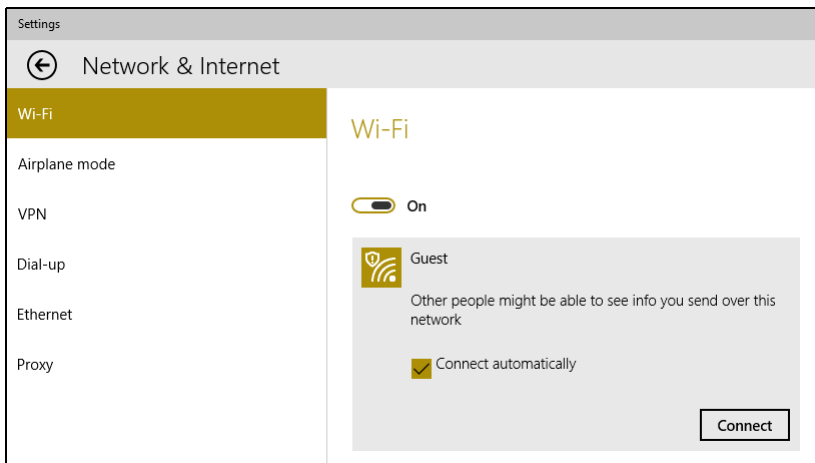 Settings
Network & Internet
Wi-Fi
Airplane mode
VPN
Dial-up
Ethernet
Proxy
Wi-Fi
On
Guest
Other people might be able to see info you send over this
network
Connect automatically
Connect